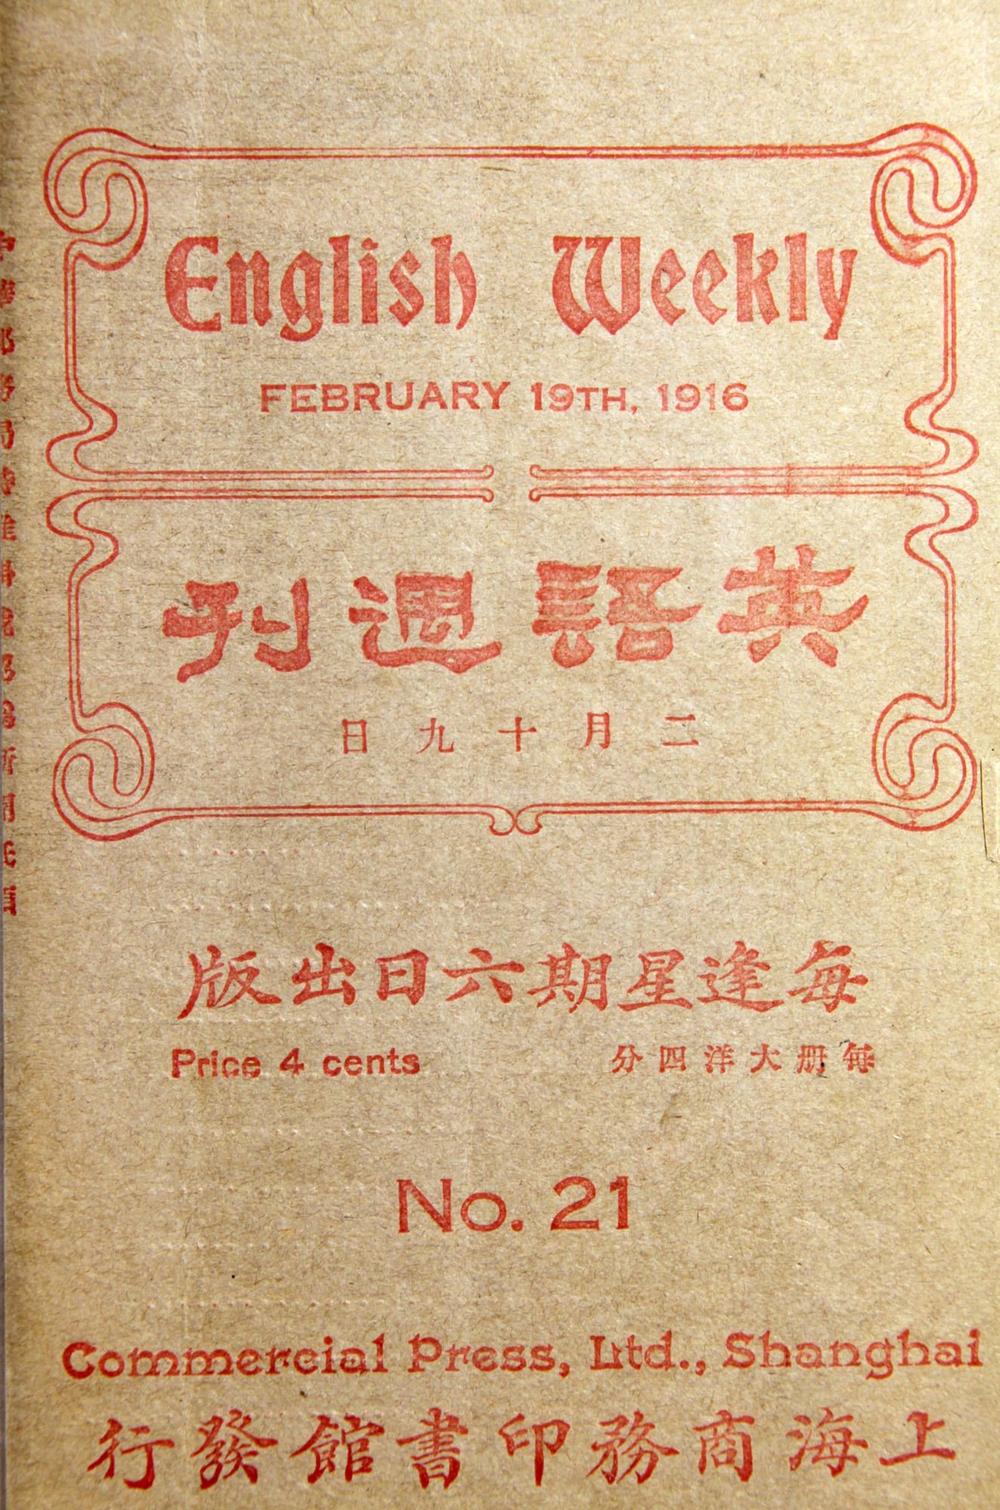 English Weekly
FEBRUARY 19TH, 1916
英語週刊
二月十九日
每逢星期六日出版
Price 4 cents
每册大洋四分
No. 21
Commercial Press, Ltd., Shanghai
上海商務印書館發行